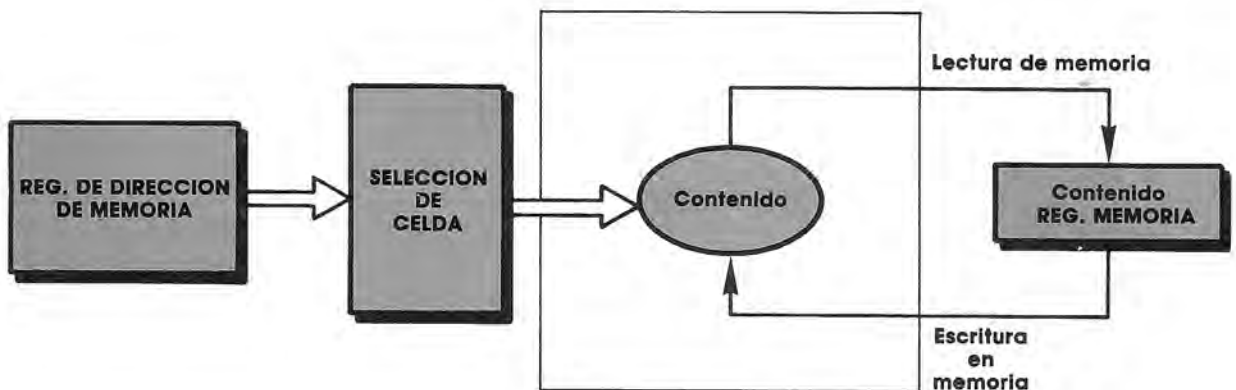 REG. DE DIRECCION
DE MEMORIA
SELECCION
DE
CELDA
Contenido
Lectura de memoria
Contenido
REG. MEMORIA
Escritura
en
memoria